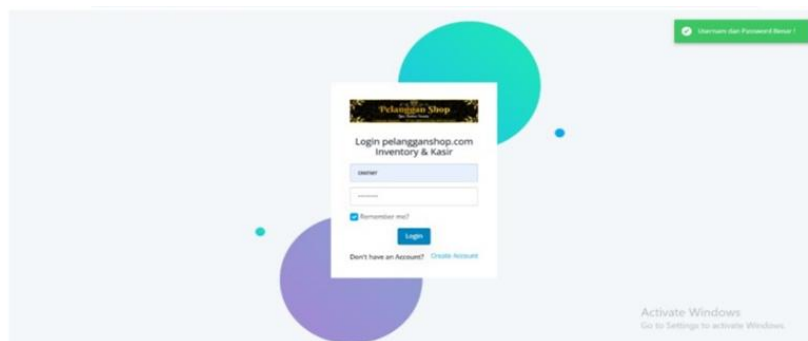 Username dan Password Benar !
Pelanggan Shop
Login pelangganshop.com
Inventory & Kasir
owner
Remember me?
Login
Don't have an Account? Create Account
Activate Windows
Go to Settings to activate Windows.